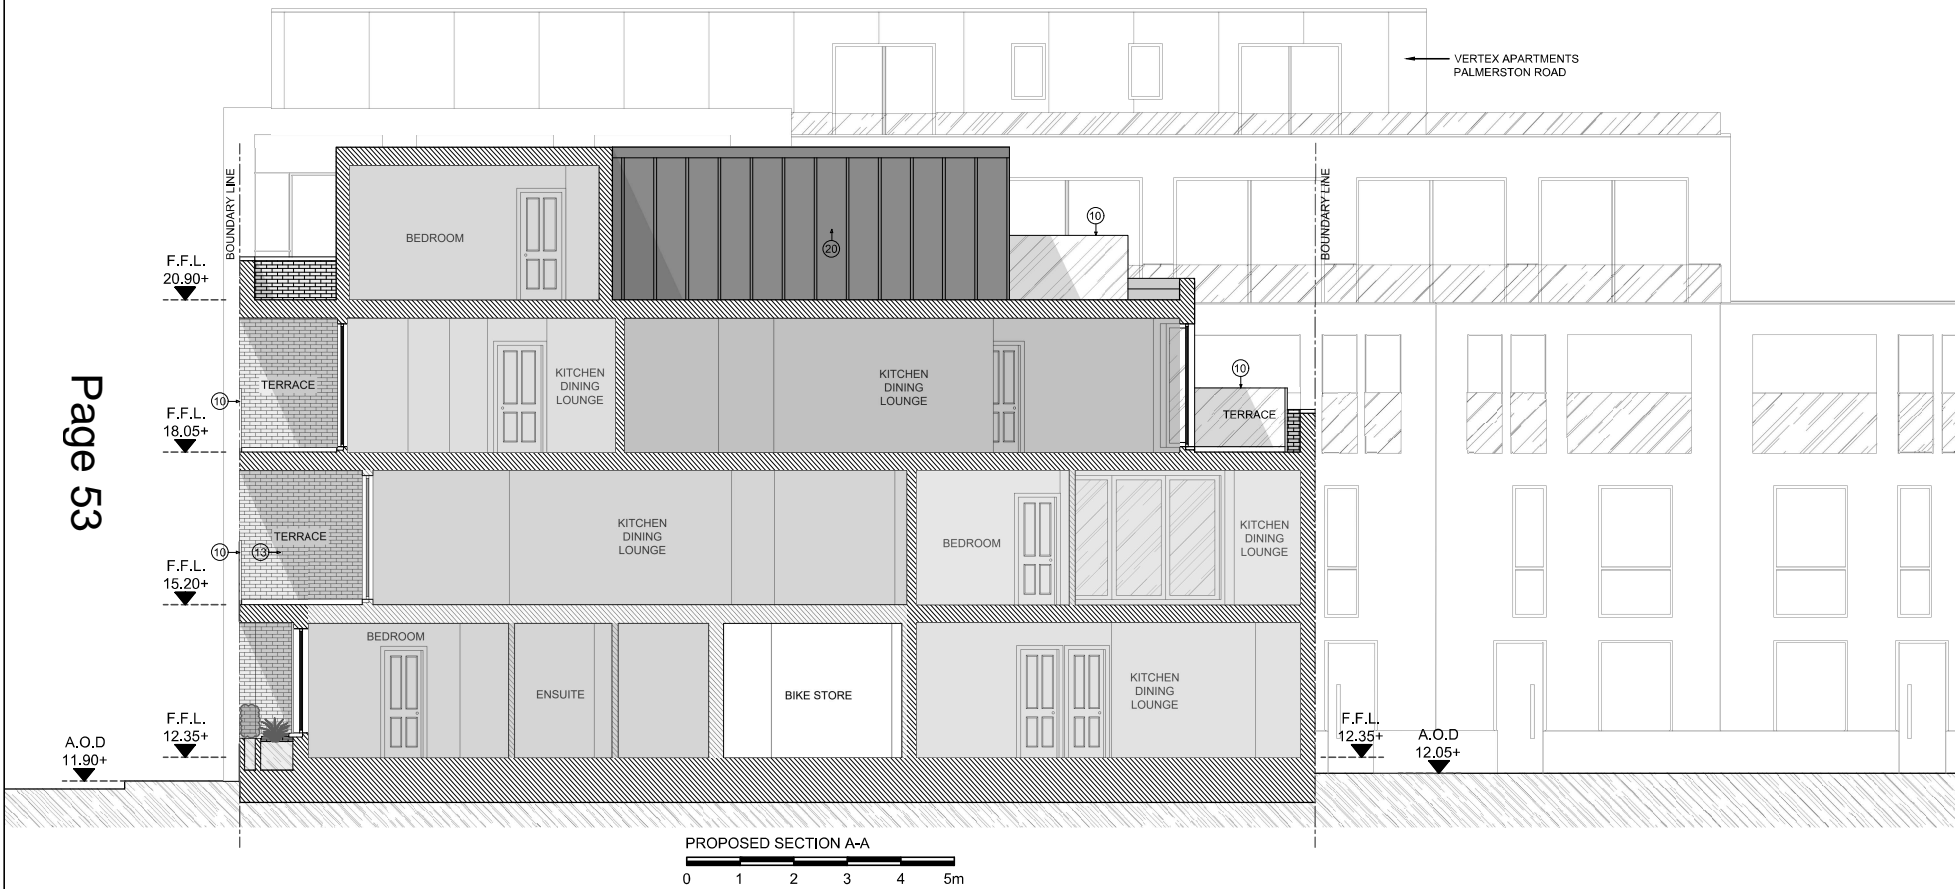 VERTEX APARTMENTS
PALMERSTON ROAD
BOUNDARY LINE
BOUNDARY LINE
10
BEDROOM
20
F.F.L.
20.90+
TERRACE
KITCHEN
DINING
LOUNGE
KITCHEN
DINING
LOUNGE
10
TERRACE
10
F.F.L.
18.05+
Page 53
TERRACE
KITCHEN
DINING
LOUNGE
BEDROOM
KITCHEN
DINING
LOUNGE
10
13
F.F.L.
15.20+
BEDROOM
ENSUITE
BIKE STORE
KITCHEN
DINING
LOUNGE
F.F.L.
12.35+
A.O.D
11.90+
F.F.L.
12.35+
A.O.D
12.05+
PROPOSED SECTION A-A
0 1 2 3 4 5m